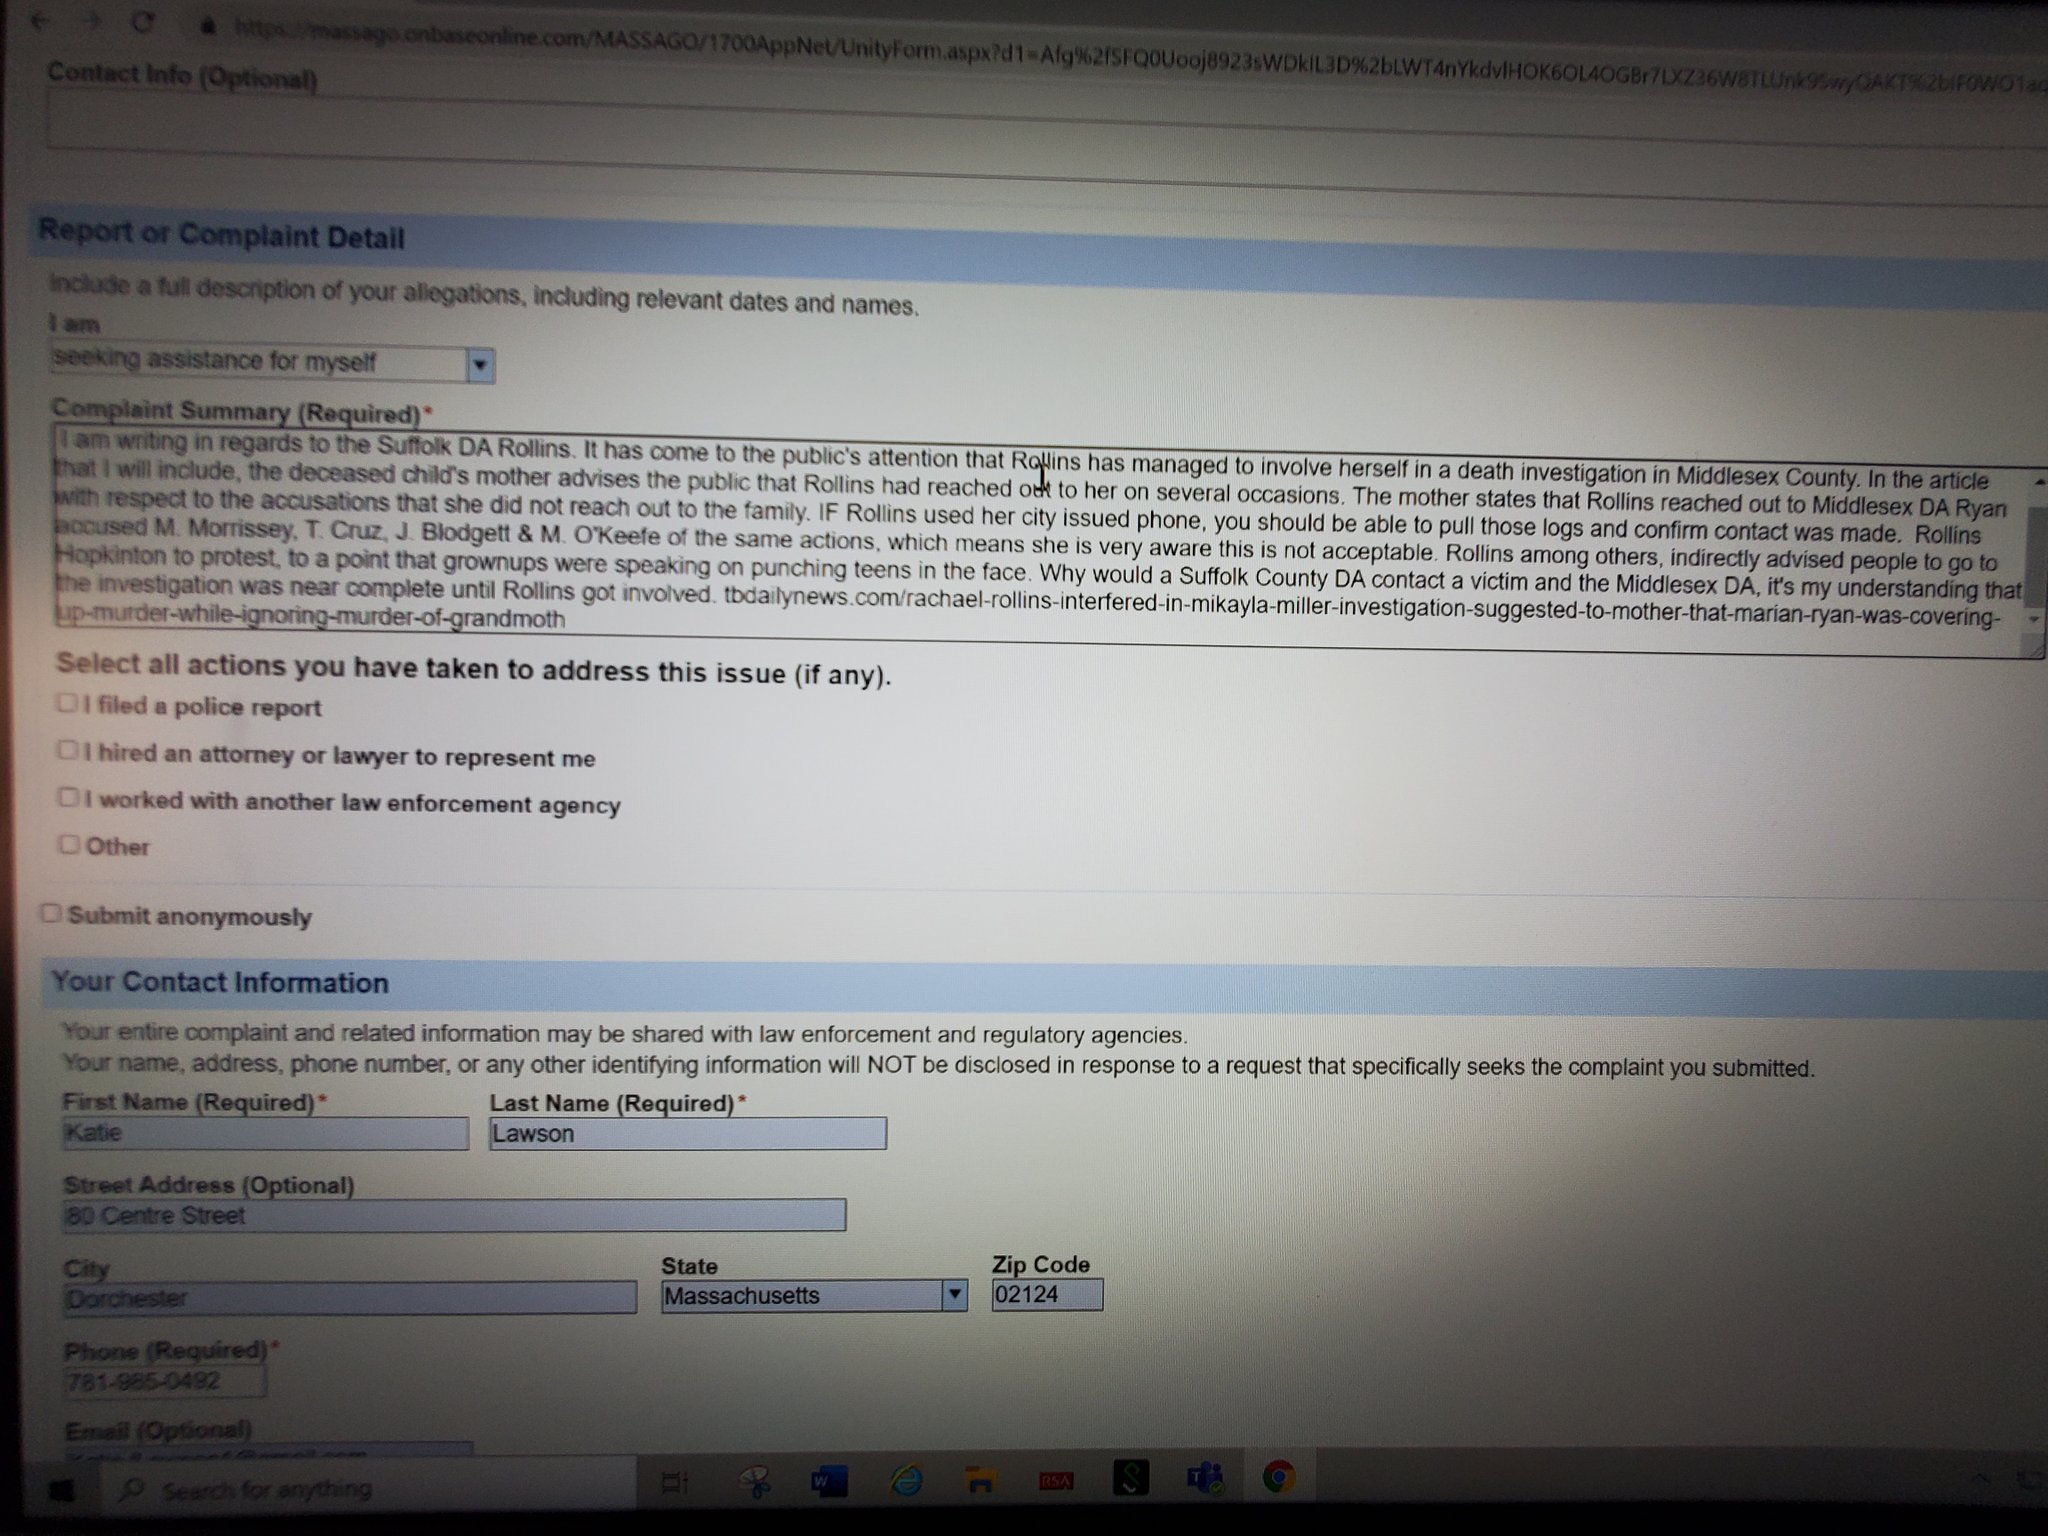 https://massago.onbaseonline.com/MASSAGO/1700AppNet/UnityForm.aspx?d1=
Contact Info (Optional)
Report or Complaint Detail
Include a full description of your allegations, including relevant dates and names.
I am
seeking assistance for myself
Complaint Summary (Required)*
I am writing in regards to the Suffolk DA Rollins. It has come to the public's attention that Rollins has managed to involve herself in a death investigation in Middlesex County. In the article
that I will include, the deceased child's mother advises the public that Rollins had reached out to her on several occasions. The mother states that Rollins reached out to Middlesex DA Ryan
with respect to the accusations that she did not reach out to the family. IF Rollins used her city issued phone, you should be able to pull those logs and confirm contact was made. Rollins
accused M. Morrissey, T. Cruz, J. Blodgett & M. O'Keefe of the same actions, which means she is very aware this is not acceptable. Rollins among others, indirectly advised people to go to
Hopkinton to protest, to a point that grownups were speaking on punching teens in the face. Why would a Suffolk County DA contact a victim and the Middlesex DA, it's my understanding that
the investigation was near complete until Rollins got involved. tbdailynews.com/rachael-rollins-interfered-in-mikayla-miller-investigation-suggested-to-mother-that-marian-ryan-was-covering-
up-murder-while-ignoring-murder-of-grandmoth
Select all actions you have taken to address this issue (if any).
I filed a police report
I hired an attorney or lawyer to represent me
I worked with another law enforcement agency
Other
Submit anonymously
Your Contact Information
Your entire complaint and related information may be shared with law enforcement and regulatory agencies.
Your name, address, phone number, or any other identifying information will NOT be disclosed in response to a request that specifically seeks the complaint you submitted.
First Name (Required)* Last Name (Required)*
Katie Lawson
Street Address (Optional)
80 Centre Street
City State Zip Code
Dorchester Massachusetts 02124
Phone (Required)*
781-985-0492
Email (Optional)
Search for anything
RSA